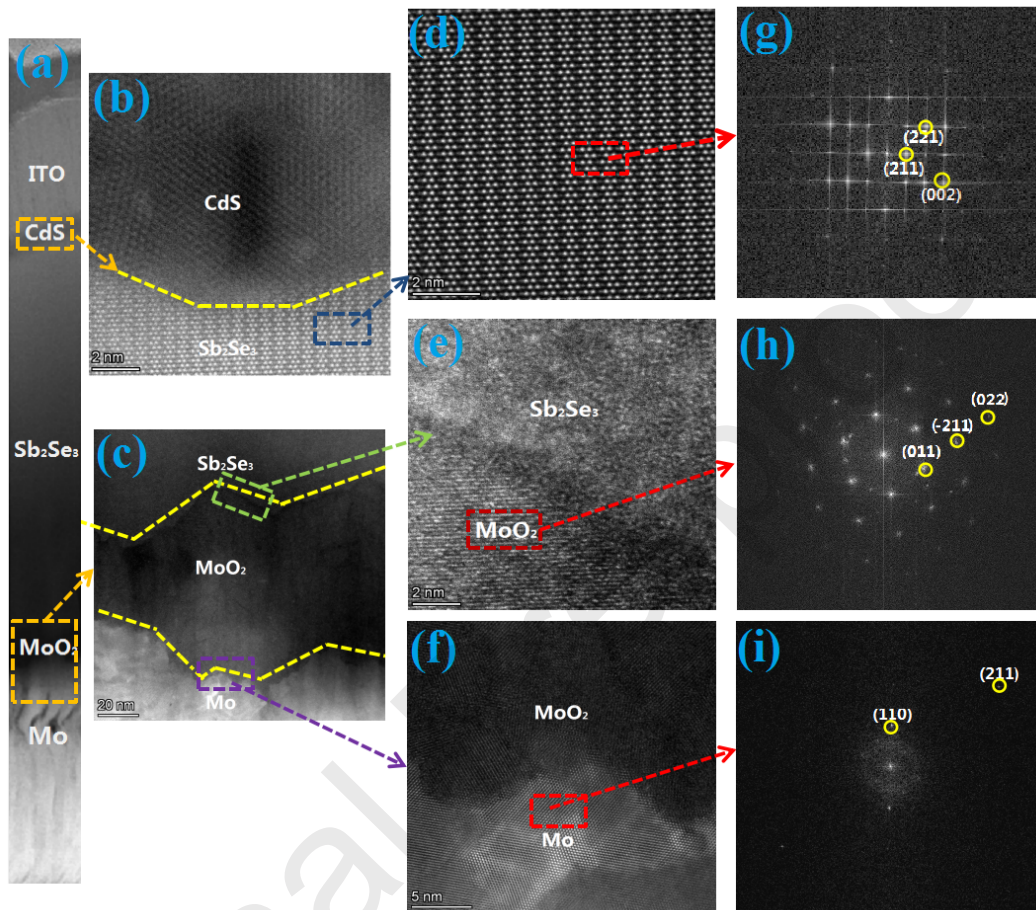 (a)
ITO
CdS
Sb₂Se₃
MoO₂
Mo
(b)
CdS
Sb₂Se₃
2 nm
(c)
Sb₂Se₃
MoO₂
Mo
20 nm
(d)
2 nm
(e)
Sb₂Se₃
MoO₂
2 nm
(f)
MoO₂
Mo
5 nm
(g)
(221)
(211)
(002)
(h)
(022)
(-211)
(011)
(i)
(211)
(110)